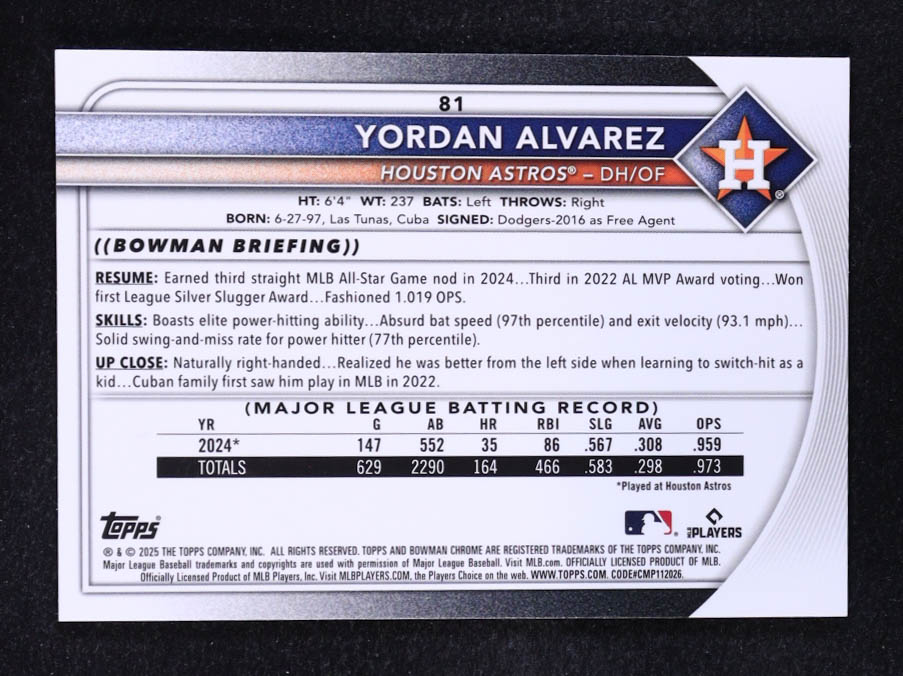 81
YORDAN ALVAREZ
HOUSTON ASTROS® – DH/OF
H ®
HT: 6'4" WT: 237 BATS: Left THROWS: Right
BORN: 6-27-97, Las Tunas, Cuba SIGNED: Dodgers-2016 as Free Agent
((BOWMAN BRIEFING))
RESUME: Earned third straight MLB All-Star Game nod in 2024...Third in 2022 AL MVP Award voting...Won
first League Silver Slugger Award...Fashioned 1.019 OPS.
SKILLS: Boasts elite power-hitting ability...Absurd bat speed (97th percentile) and exit velocity (93.1 mph)...
Solid swing-and-miss rate for power hitter (77th percentile).
UP CLOSE: Naturally right-handed...Realized he was better from the left side when learning to switch-hit as a
kid...Cuban family first saw him play in MLB in 2022.
(MAJOR LEAGUE BATTING RECORD)
YR G AB HR RBI SLG AVG OPS
2024* 147 552 35 86 .567 .308 .959
TOTALS 629 2290 164 466 .583 .298 .973
*Played at Houston Astros
topps® ® MLB PLAYERS
® & © 2025 THE TOPPS COMPANY, INC. ALL RIGHTS RESERVED. TOPPS AND BOWMAN CHROME ARE REGISTERED TRADEMARKS OF THE TOPPS COMPANY, INC.
Major League Baseball trademarks and copyrights are used with permission of Major League Baseball. Visit MLB.com. OFFICIALLY LICENSED PRODUCT OF MLB.
Officially Licensed Product of MLB Players, Inc. Visit MLBPLAYERS.COM, the Players Choice on the web. WWW.TOPPS.COM. CODE#CMP112026.